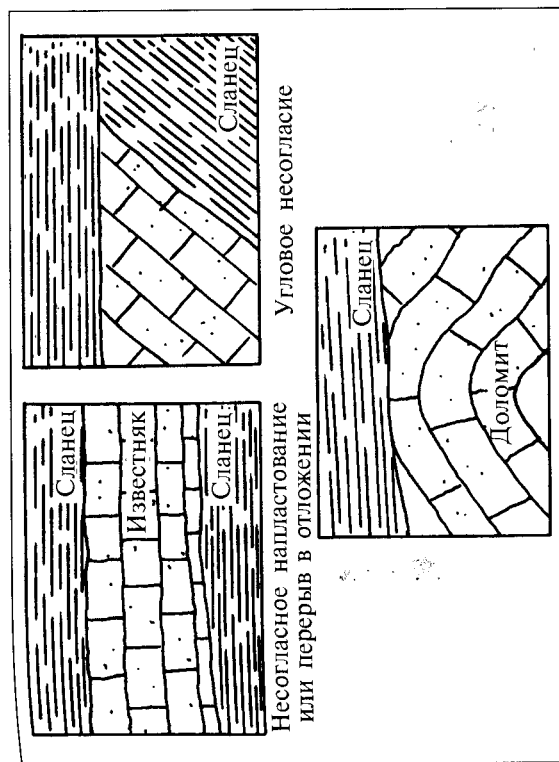 Сланец
Известняк
Сланец
Несогласное напластование
или перерыв в отложении
Сланец
Угловое несогласие
Сланец
Доломит